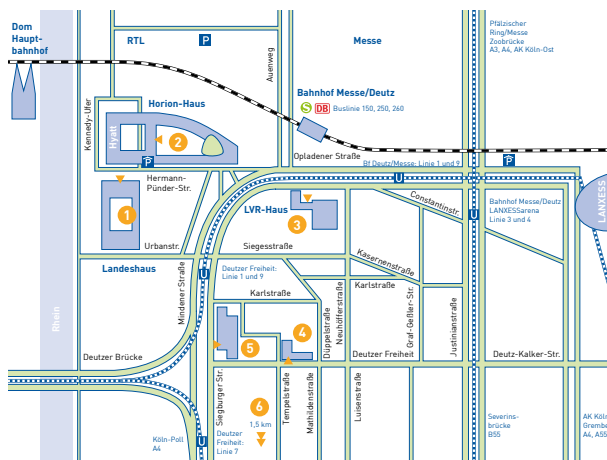 Dom
Haupt-
bahnhof
RTL
P
Auenweg
Messe
Pfälzischer
Ring/Messe
Zoobrücke
A3, A4, AK Köln-Ost
Kennedy-Ufer
Horion-Haus
Hyatt
2
P
Bahnhof Messe/Deutz
S DB Buslinie 150, 250, 260
Opladener Straße
Bf Deutz/Messe: Linie 1 und 9
P
Hermann-
Pünder-Str.
U
1
LVR-Haus
3
Constantinstr.
U
Bahnhof Messe/Deutz
LANXESSarena
Linie 3 und 4
LANXESS
Urbanstr.
Siegesstraße
Landeshaus
Mindener Straße
U
Deutzer Freiheit:
Linie 1 und 9
Kasernenstraße
Karlstraße
Karlstraße
Rhein
Düppelstraße
Neuhöfferstraße
Graf-Geßler-Str.
Justinianstraße
5
4
Deutzer Brücke
Deutzer Freiheit
Deutz-Kalker-Str.
Siegburger Str.
6
1,5 km
Tempelstraße
Mathildenstraße
Luisenstraße
Köln-Poll
A4
U
Deutzer
Freiheit:
Linie 7
Severins-
brücke
B55
AK Köln
Gremb
A4, A55